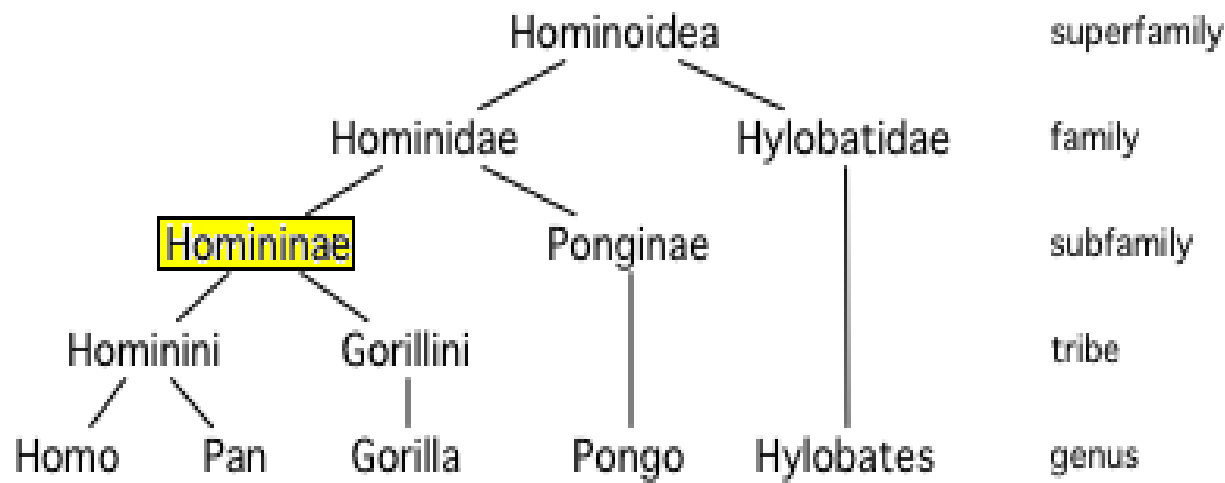 Hominoidea superfamily
Hominidae Hylobatidae family
Homininae Ponginae subfamily
Hominini Gorillini tribe
Homo Pan Gorilla Pongo Hylobates genus